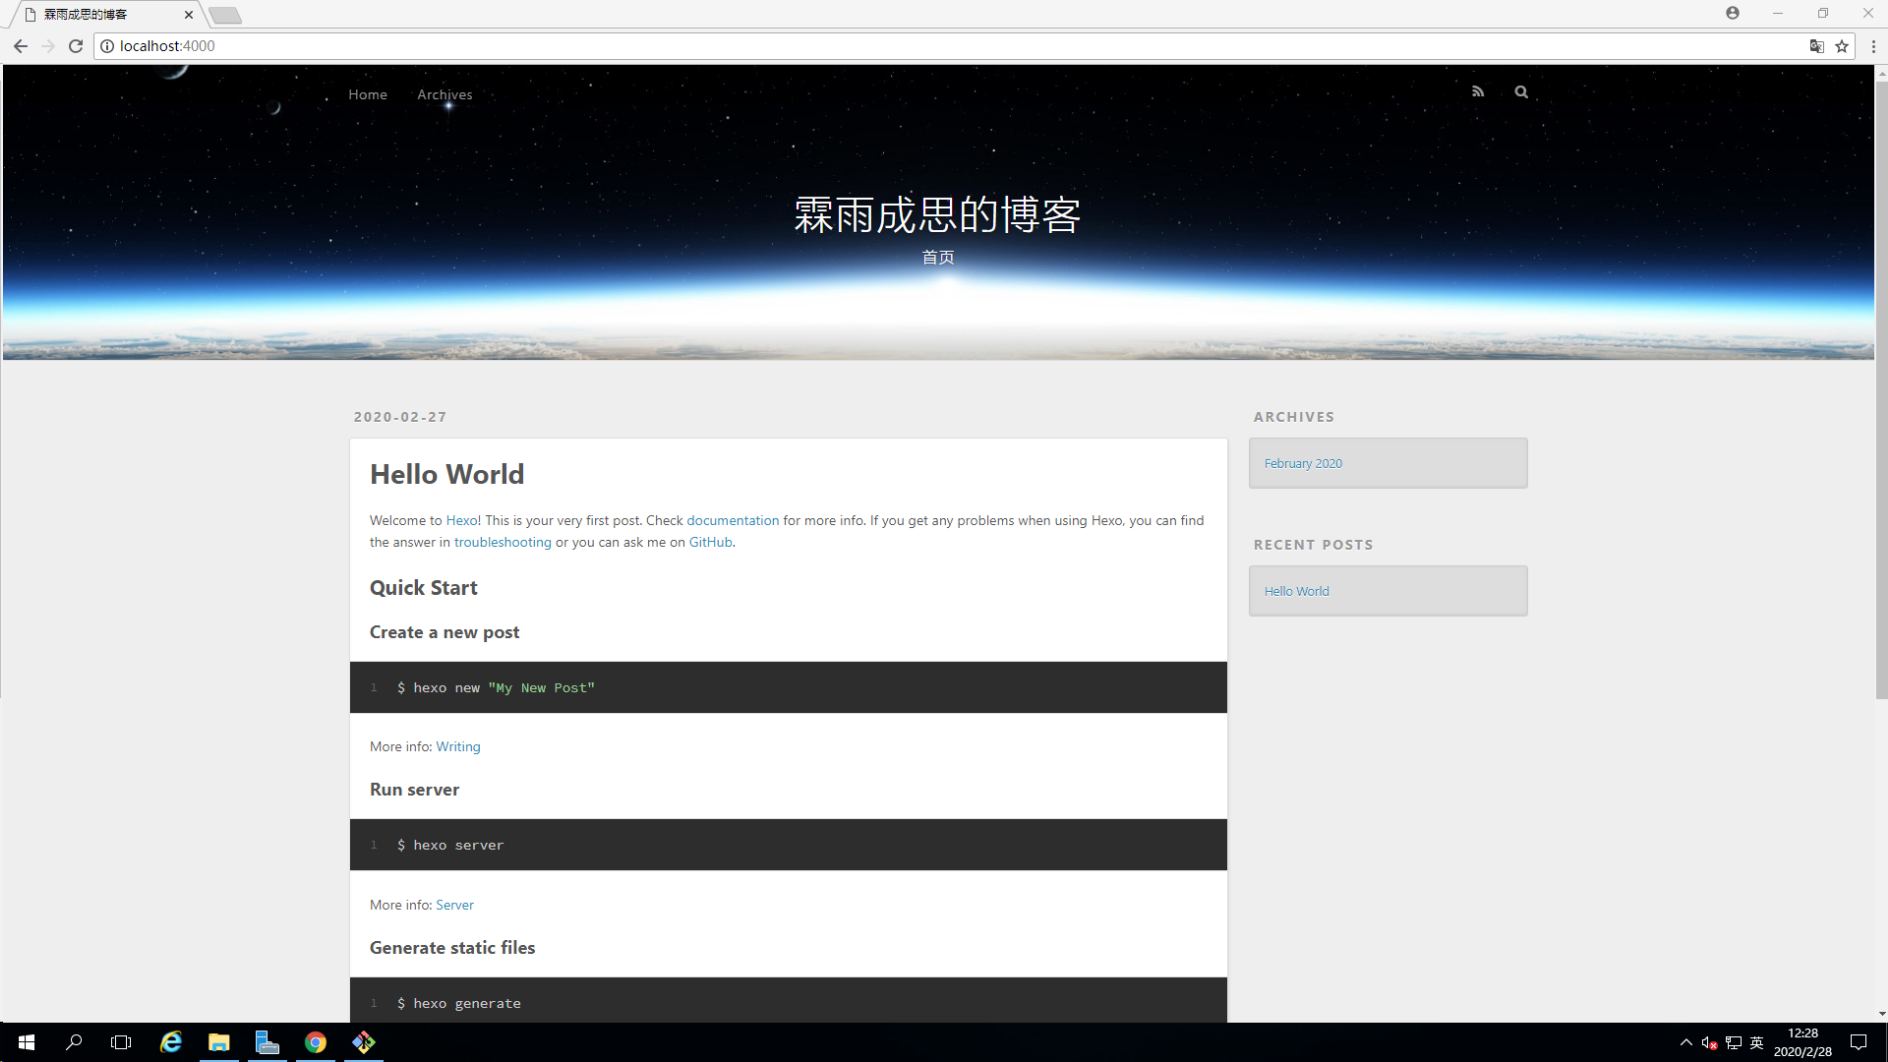 霖雨成思的博客
localhost:4000
Home Archives
霖雨成思的博客
首页
2020-02-27
Hello World
Welcome to Hexo! This is your very first post. Check documentation for more info. If you get any problems when using Hexo, you can find
the answer in troubleshooting or you can ask me on GitHub.
Quick Start
Create a new post
1 $ hexo new "My New Post"
More info: Writing
Run server
1 $ hexo server
More info: Server
Generate static files
1 $ hexo generate
ARCHIVES
February 2020
RECENT POSTS
Hello World
英
12:28
2020/2/28